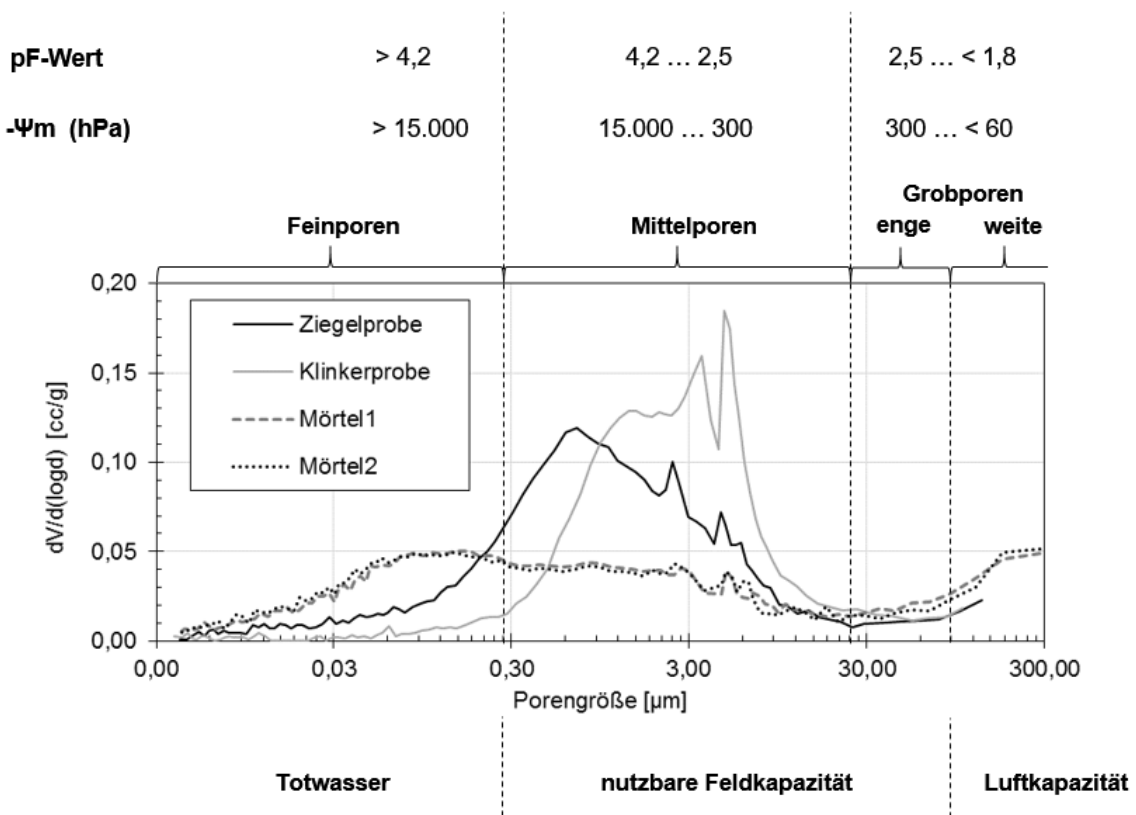 pF-Wert > 4,2 4,2 … 2,5 2,5 … < 1,8
-Ψm (hPa) > 15.000 15.000 … 300 300 … < 60
Grobporen
Feinporen Mittelporen enge weite
0,20
0,15
0,10
0,05
0,00
dV/d(logd) [cc/g]
Ziegelprobe
Klinkerprobe
Mörtel1
Mörtel2
0,00 0,03 0,30 3,00 30,00 300,00
Porengröße [µm]
Totwasser nutzbare Feldkapazität Luftkapazität